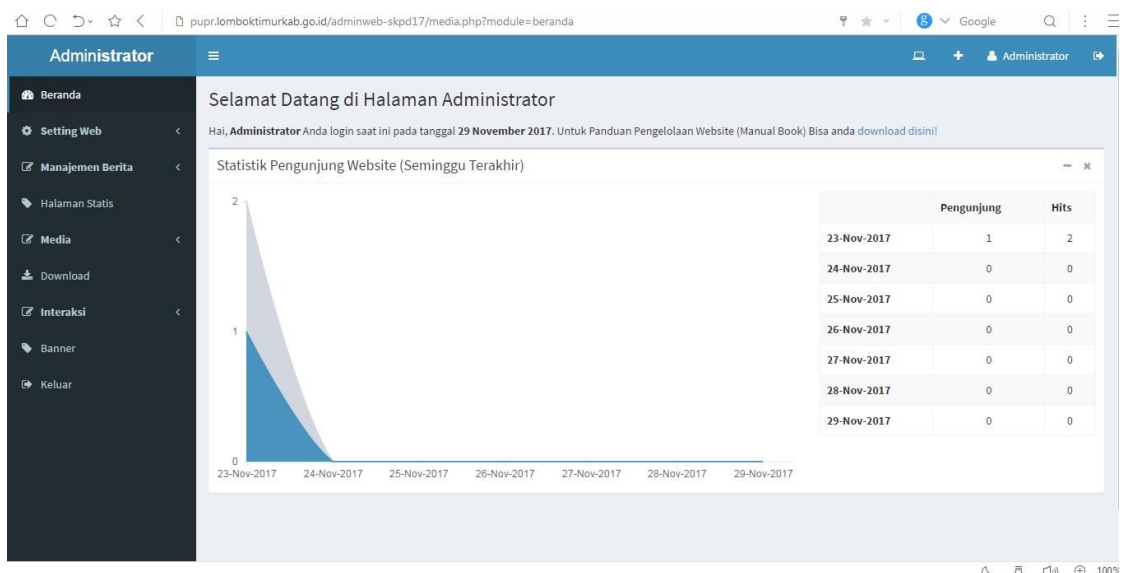 pupr.lomboktimurkab.go.id/adminweb-skpd17/media.php?module=beranda
Google
Administrator
Administrator
Beranda
Setting Web
Manajemen Berita
Halaman Statis
Media
Download
Interaksi
Banner
Keluar
Selamat Datang di Halaman Administrator
Hai, Administrator Anda login saat ini pada tanggal 29 November 2017. Untuk Panduan Pengelolaan Website (Manual Book) Bisa anda download disini!
Statistik Pengunjung Website (Seminggu Terakhir)
2
1
0
23-Nov-2017 24-Nov-2017 25-Nov-2017 26-Nov-2017 27-Nov-2017 28-Nov-2017 29-Nov-2017
Pengunjung Hits
23-Nov-2017 1 2
24-Nov-2017 0 0
25-Nov-2017 0 0
26-Nov-2017 0 0
27-Nov-2017 0 0
28-Nov-2017 0 0
29-Nov-2017 0 0
100%